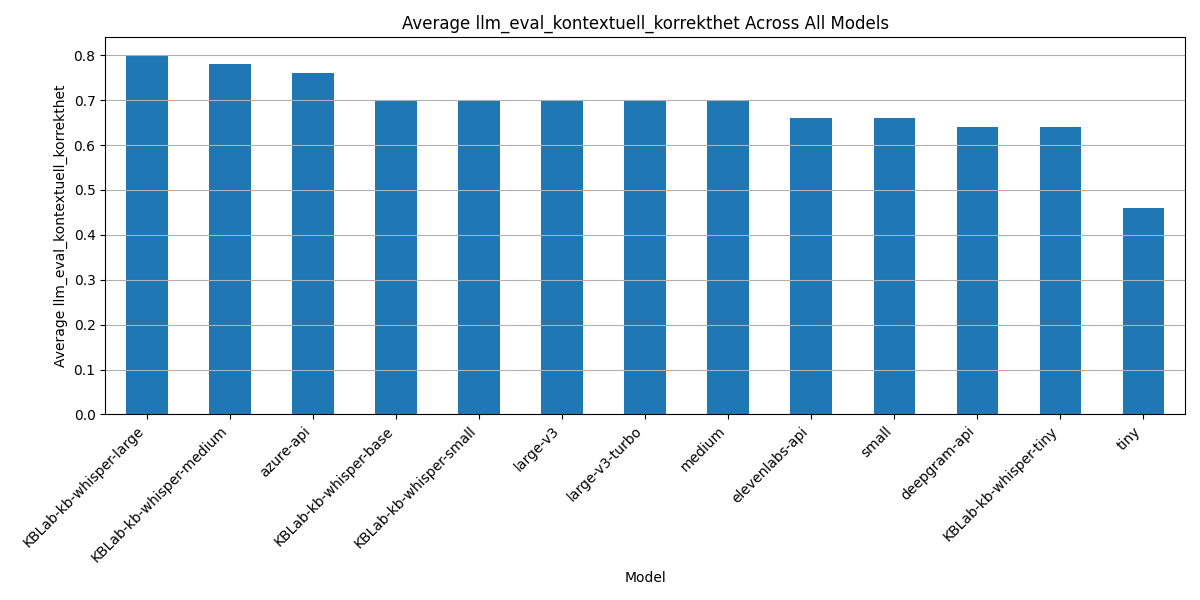 Average llm_eval_kontextuell_korrekthet Across All Models
Average llm_eval_kontextuell_korrekthet
0.8
0.7
0.6
0.5
0.4
0.3
0.2
0.1
0.0
KBLab-kb-whisper-large
KBLab-kb-whisper-medium
azure-api
KBLab-kb-whisper-base
KBLab-kb-whisper-small
large-v3
large-v3-turbo
medium
elevenlabs-api
small
deepgram-api
KBLab-kb-whisper-tiny
tiny
Model